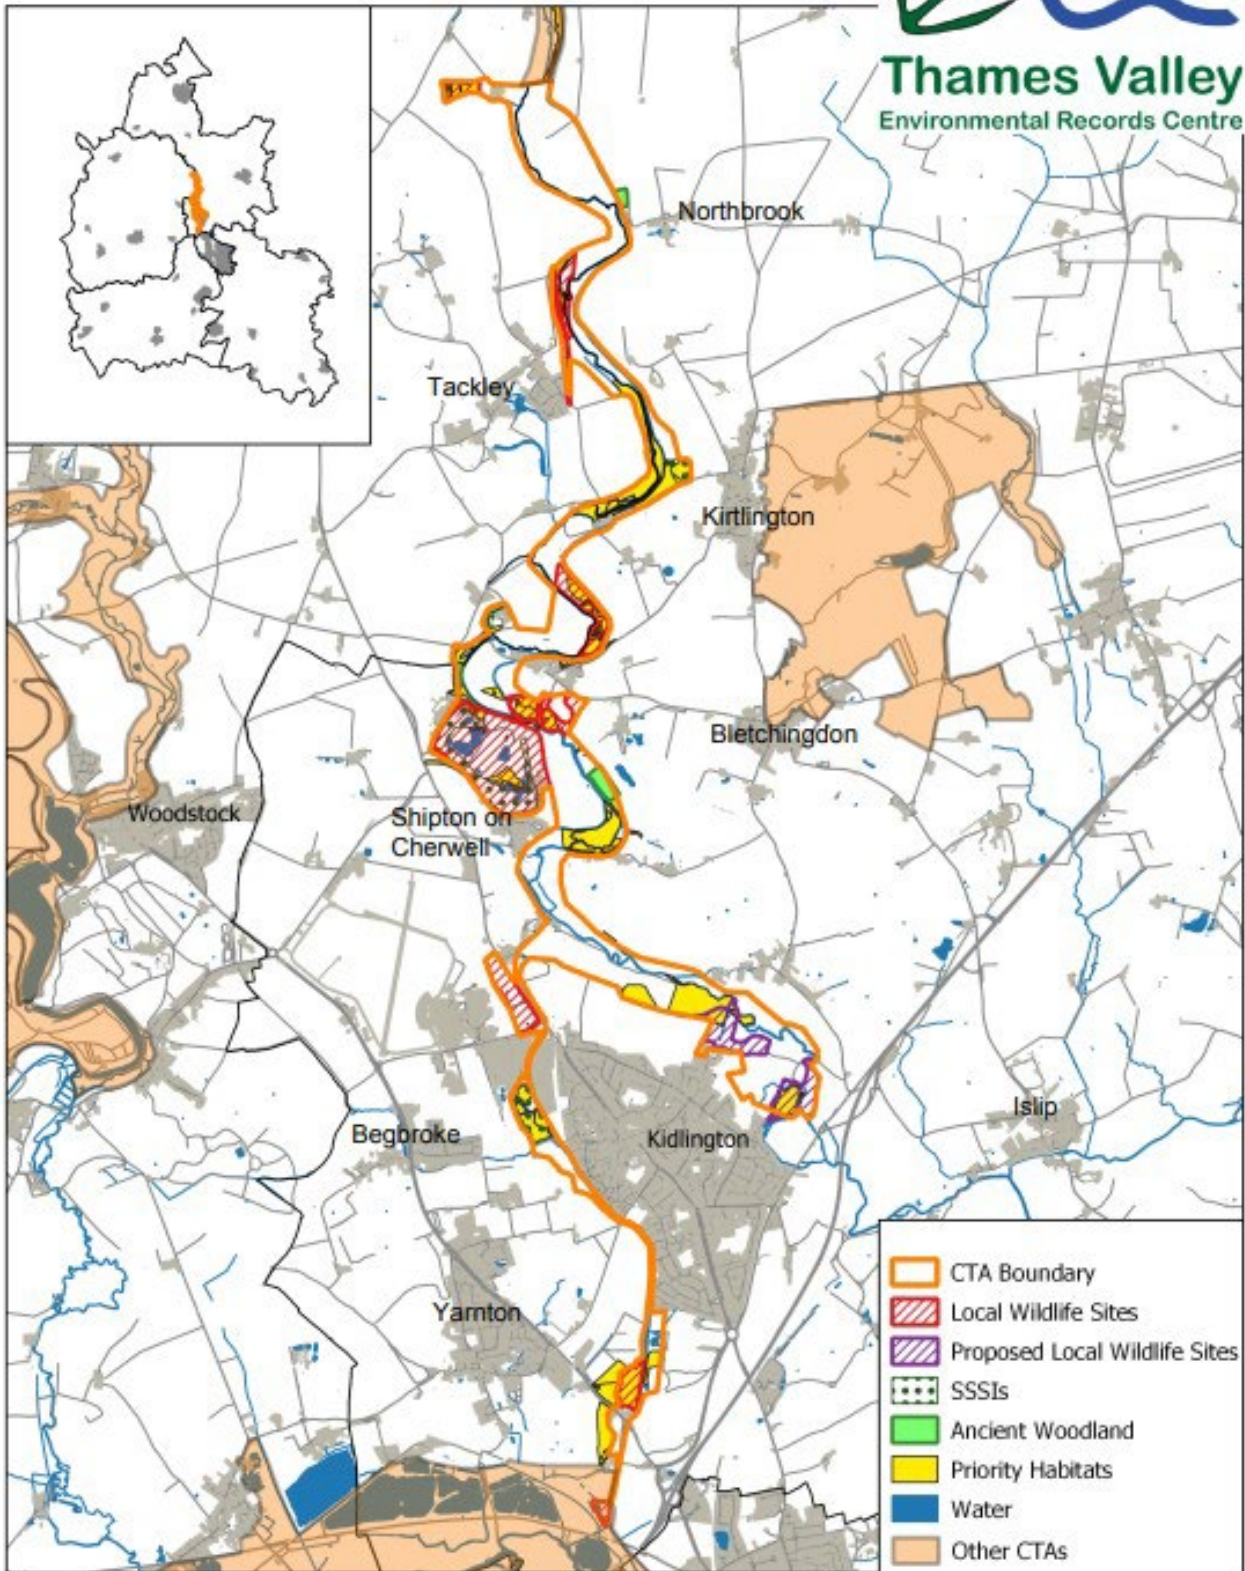 Thames Valley
Environmental Records Centre
Northbrook
Tackley
Kirtlington
Bletchingdon
Woodstock
Shipton on
Cherwell
Islip
Begbroke
Kidlington
Yarnton
CTA Boundary
Local Wildlife Sites
Proposed Local Wildlife Sites
SSSIs
Ancient Woodland
Priority Habitats
Water
Other CTAs